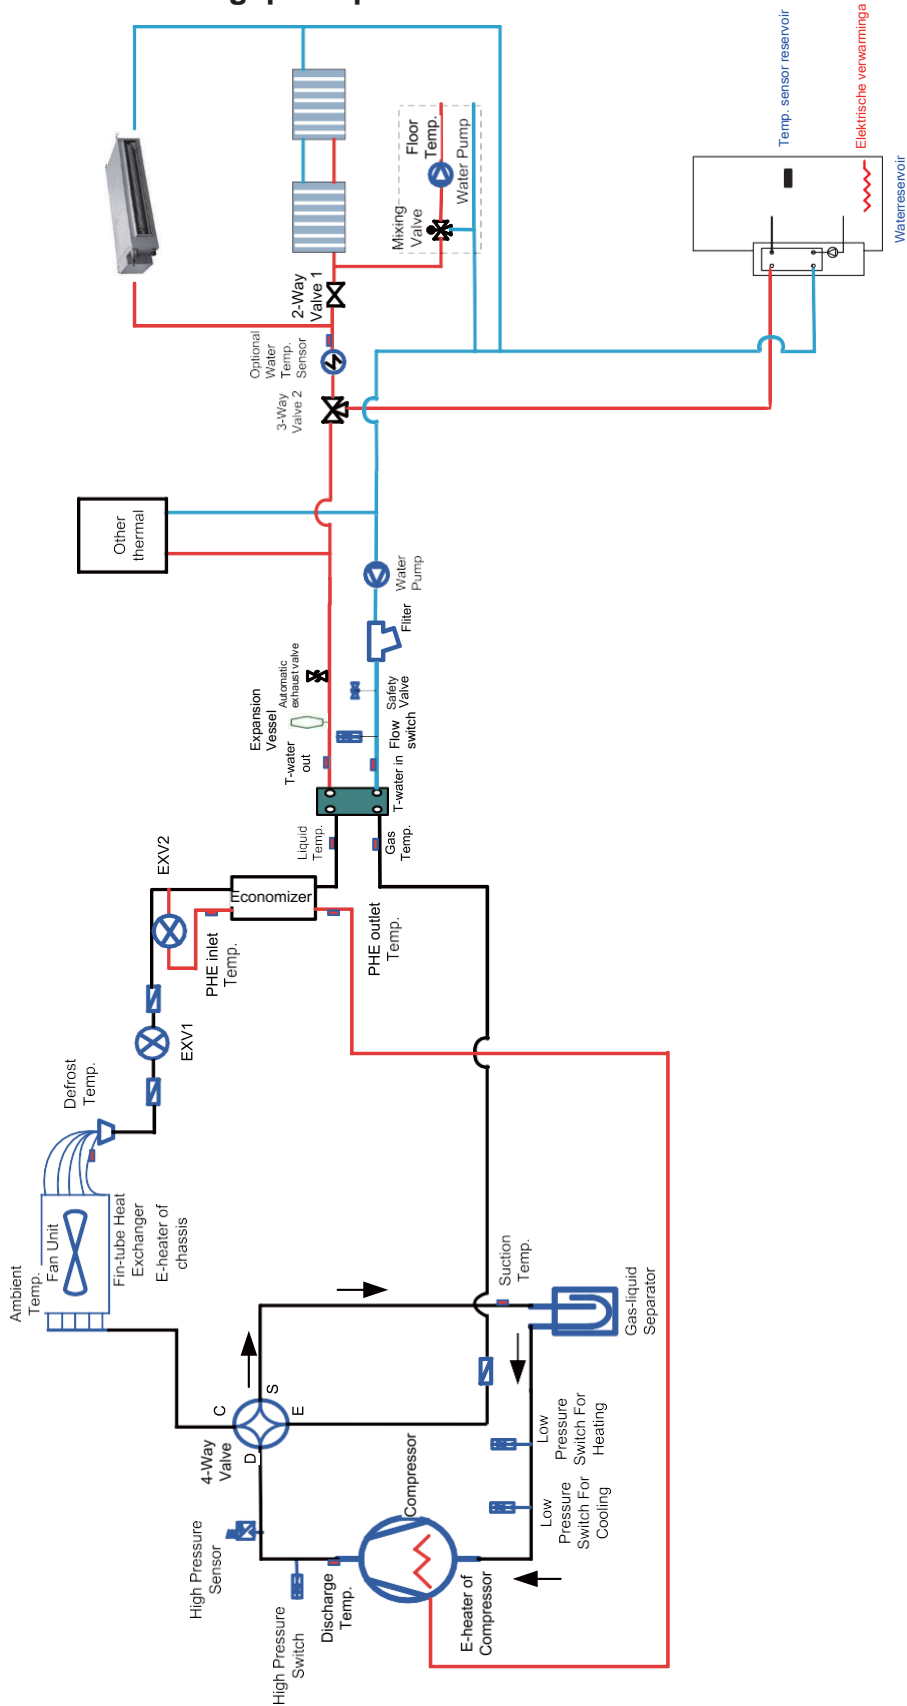 Temp. sensor reservoir
Elektrische verwarminga
Waterreservoir
Floor
Temp.
Water Pump
Mixing
Valve
2-Way
Valve 1
Optional
Water
Temp.
Sensor
3-Way
Valve 2
Other
thermal
Water
Pump
Fliter
Automatic
exhaust valve
Safety
Valve
Expansion
Vessel
Flow
switch
T-water
out
T-water in
Liquid
Temp.
Gas
Temp.
EXV2
Economizer
PHE inlet
Temp.
PHE outlet
Temp.
EXV1
Defrost
Temp.
Ambient
Temp.
Fan Unit
Fin-tube Heat
Exchanger
E-heater of
chassis
Suction
Temp.
Gas-liquid
Separator
C
S
E
D
4-Way
Valve
Low
Pressure
Switch For
Heating
Low
Pressure
Switch For
Cooling
Compressor
High Pressure
Sensor
High Pressure
Switch
Discharge
Temp.
E-heater of
Compressor